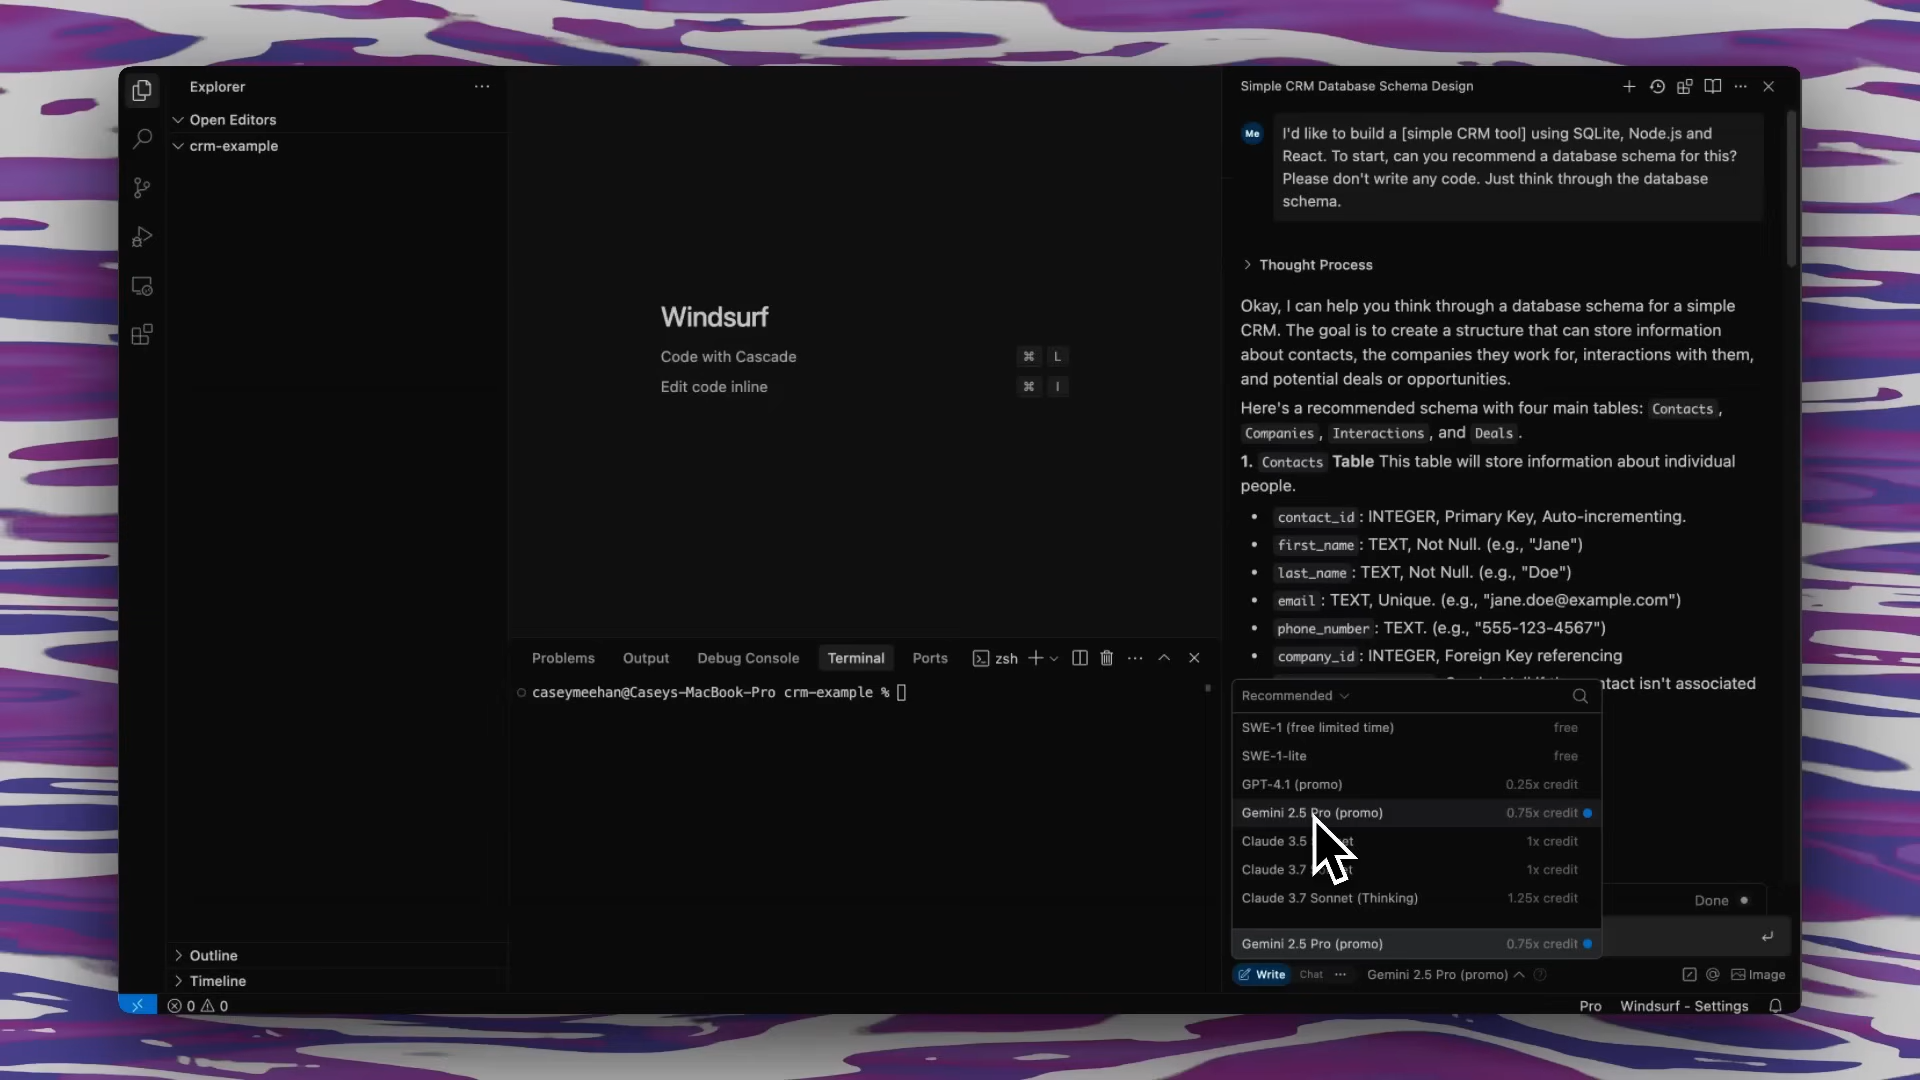 Explorer
Open Editors
crm-example
Outline
Timeline
0 0
Windsurf
Code with Cascade ⌘ L
Edit code inline ⌘ I
Problems Output Debug Console Terminal Ports zsh
caseymeehan@Caseys-MacBook-Pro crm-example %
Simple CRM Database Schema Design
Me
I'd like to build a [simple CRM tool] using SQLite, Node.js and
React. To start, can you recommend a database schema for this?
Please don't write any code. Just think through the database
schema.
Thought Process
Okay, I can help you think through a database schema for a simple
CRM. The goal is to create a structure that can store information
about contacts, the companies they work for, interactions with them,
and potential deals or opportunities.
Here's a recommended schema with four main tables: Contacts,
Companies, Interactions, and Deals.
1. Contacts Table This table will store information about individual
people.
• contact_id: INTEGER, Primary Key, Auto-incrementing.
• first_name: TEXT, Not Null. (e.g., "Jane")
• last_name: TEXT, Not Null. (e.g., "Doe")
• email: TEXT, Unique. (e.g., "jane.doe@example.com")
• phone_number: TEXT. (e.g., "555-123-4567")
• company_id: INTEGER, Foreign Key referencing
isn't associated
Recommended
SWE-1 (free limited time) free
SWE-1-lite free
GPT-4.1 (promo) 0.25x credit
Gemini 2.5 Pro (promo) 0.75x credit
Claude 3.5 1x credit
Claude 3.7 1x credit
Claude 3.7 Sonnet (Thinking) 1.25x credit
Gemini 2.5 Pro (promo) 0.75x credit
Done
Write Chat ··· Gemini 2.5 Pro (promo) @ Image
Pro Windsurf - Settings